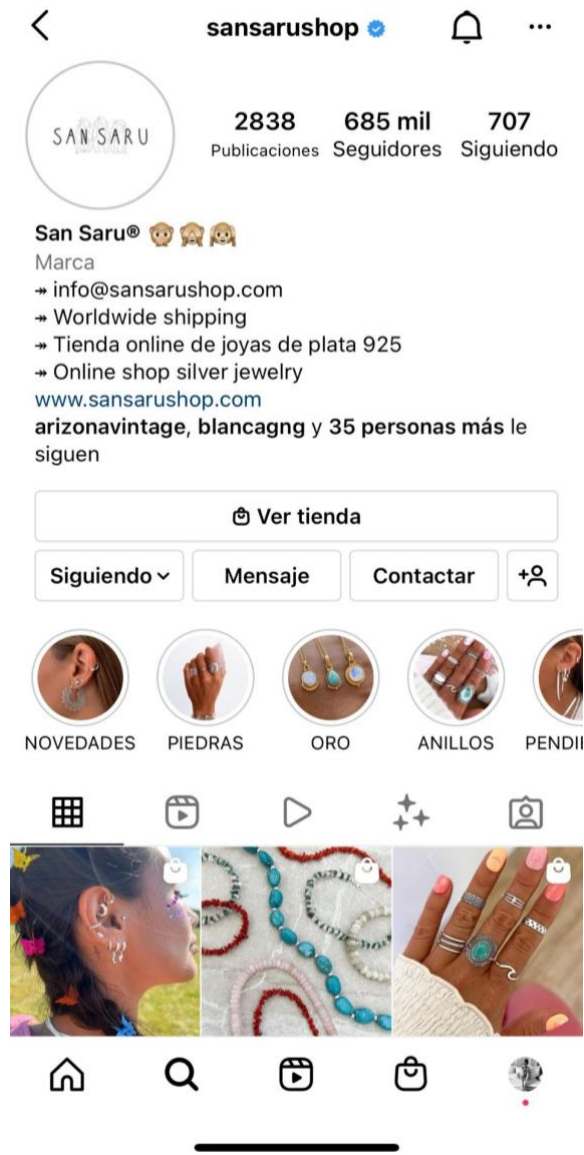 sansarushop
SAN SARU
2838
Publicaciones
685 mil
Seguidores
707
Siguiendo
San Saru® 🙊🙈🙉
Marca
↠ info@sansarushop.com
↠ Worldwide shipping
↠ Tienda online de joyas de plata 925
↠ Online shop silver jewelry
www.sansarushop.com
arizonavintage, blancagng y 35 personas más le
siguen
Ver tienda
Siguiendo
Mensaje
Contactar
NOVEDADES
PIEDRAS
ORO
ANILLOS
PENDIE